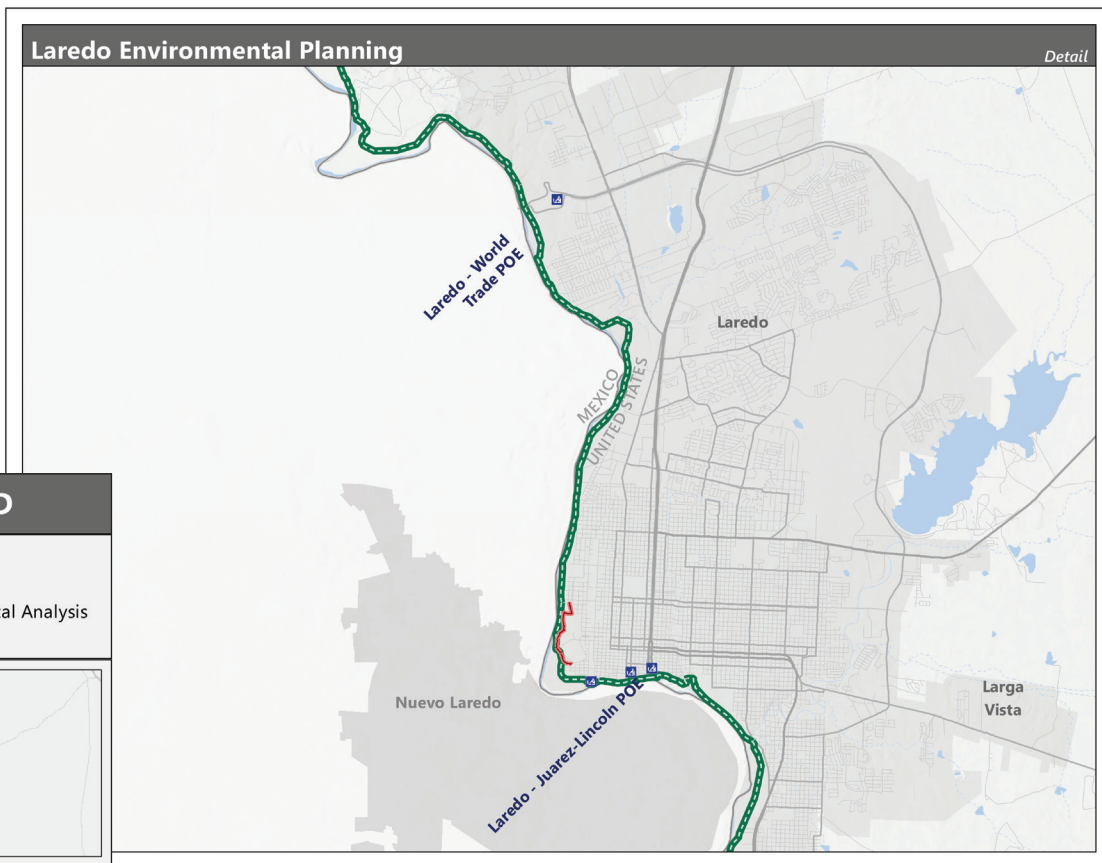 Laredo Environmental Planning
Detail
Laredo - World
Trade POE
Laredo
MEXICO
UNITED STATES
Nuevo Laredo
Laredo - Juarez-Lincoln POE
Larga
Vista
D
al Analysis